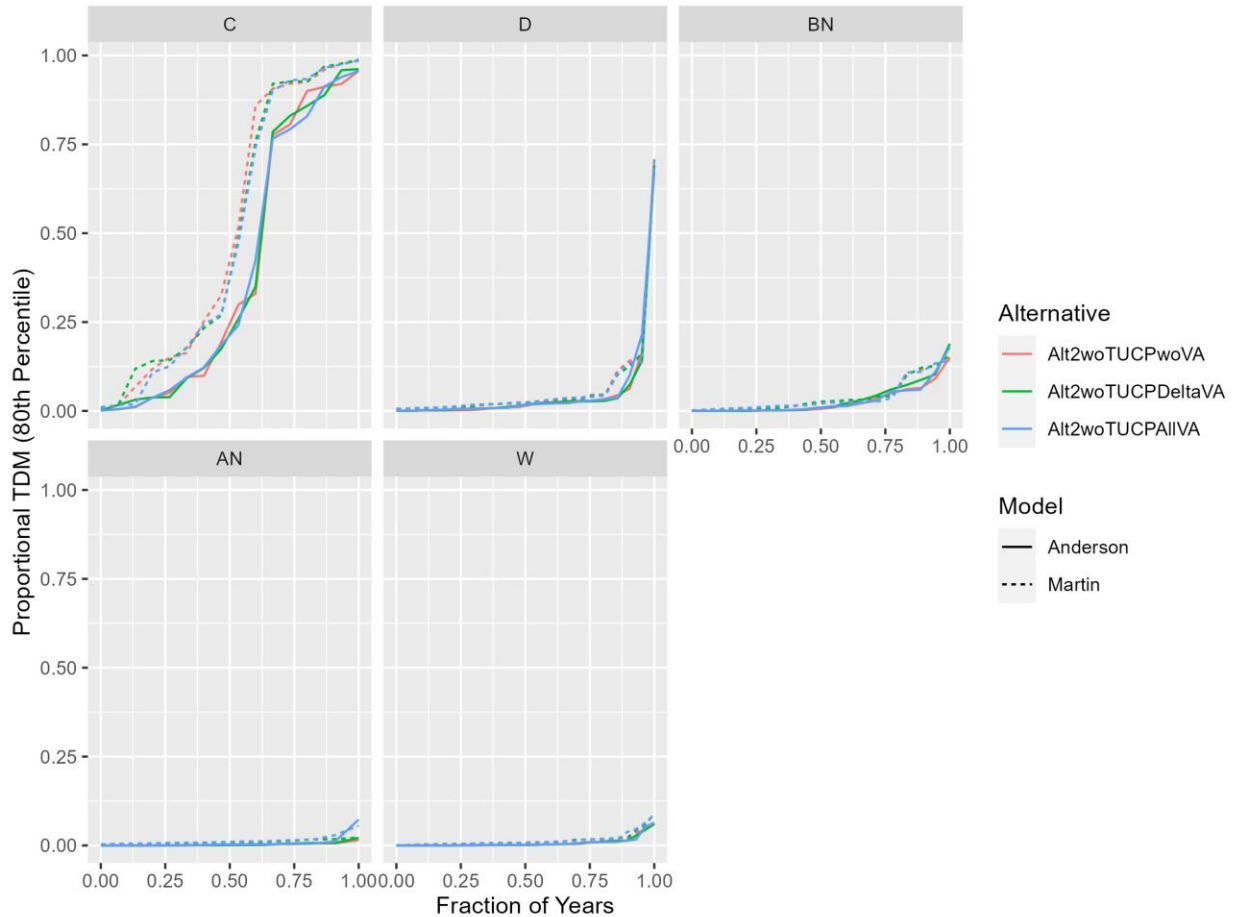 C
D
BN
1.00
0.75
0.50
0.25
0.00
0.00 0.25 0.50 0.75 1.00
AN
W
1.00
0.75
0.50
0.25
0.00
0.00 0.25 0.50 0.75 1.00
0.00 0.25 0.50 0.75 1.00
Proportional TDM (80th Percentile)
Fraction of Years
Alternative
Alt2woTUCPwoVA
Alt2woTUCPDeltaVA
Alt2woTUCPAllVA
Model
Anderson
Martin